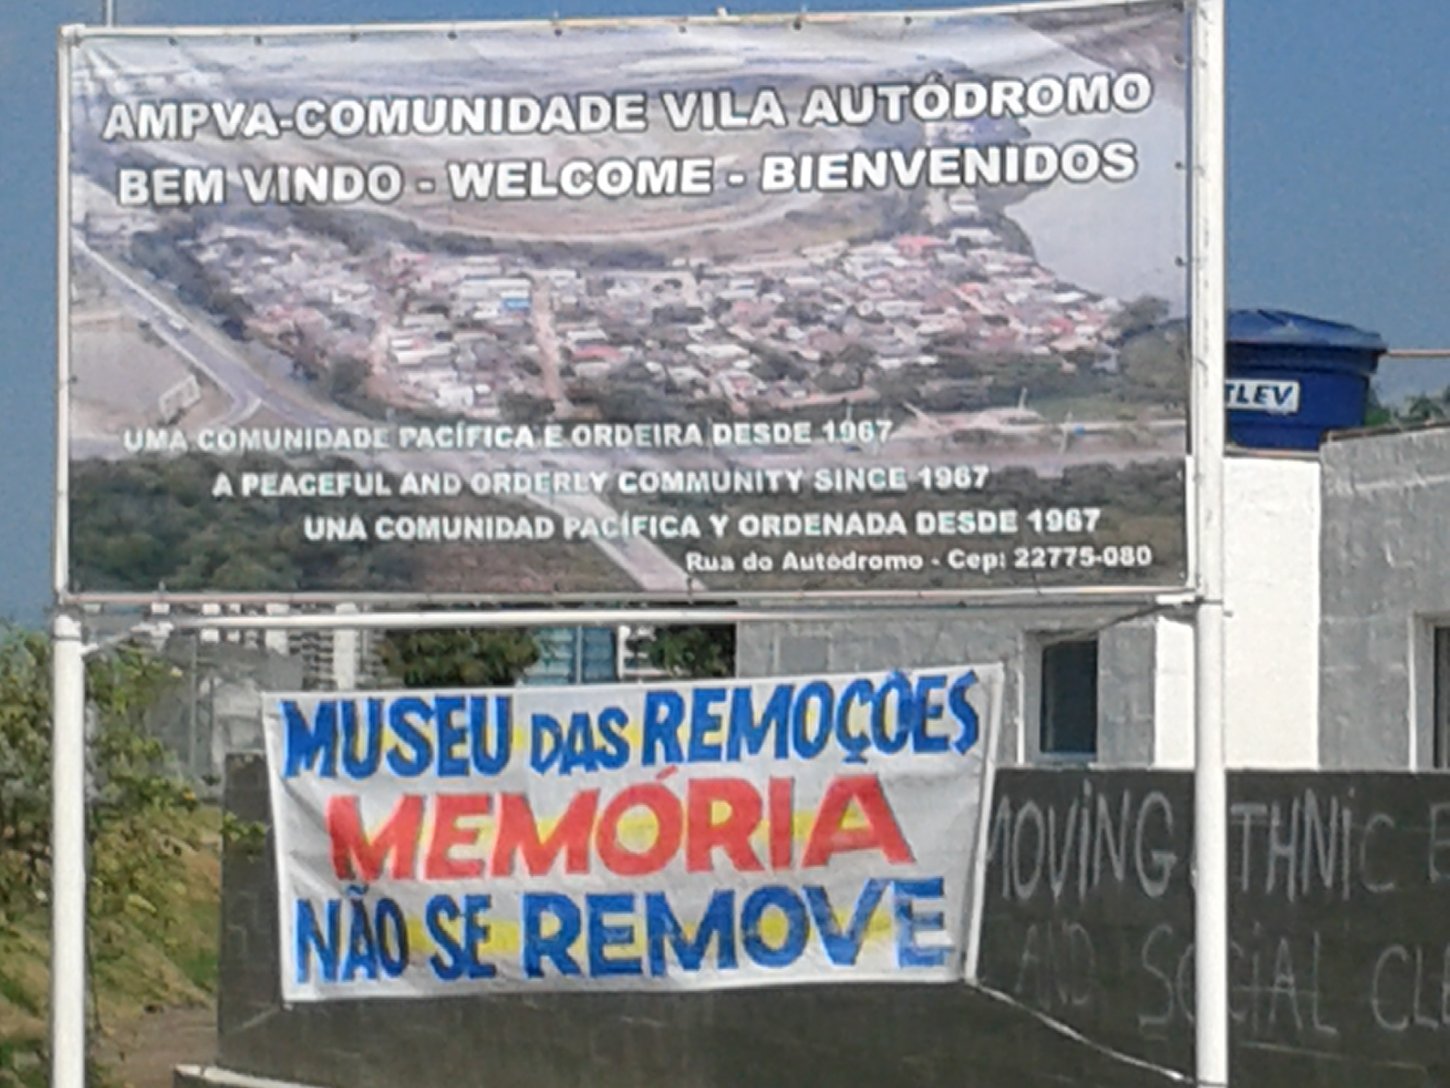 AMPVA-COMUNIDADE VILA AUTÓDROMO
BEM VINDO - WELCOME - BIENVENIDOS
UMA COMUNIDADE PACÍFICA E ORDEIRA DESDE 1967
A PEACEFUL AND ORDERLY COMMUNITY SINCE 1967
UNA COMUNIDAD PACÍFICA Y ORDENADA DESDE 1967
Rua do Autódromo - Cep: 22775-080
TLEV
MUSEU DAS REMOÇÕES
MEMÓRIA
NÃO SE REMOVE
MOVING THNIC E
AND SOCIAL CLE